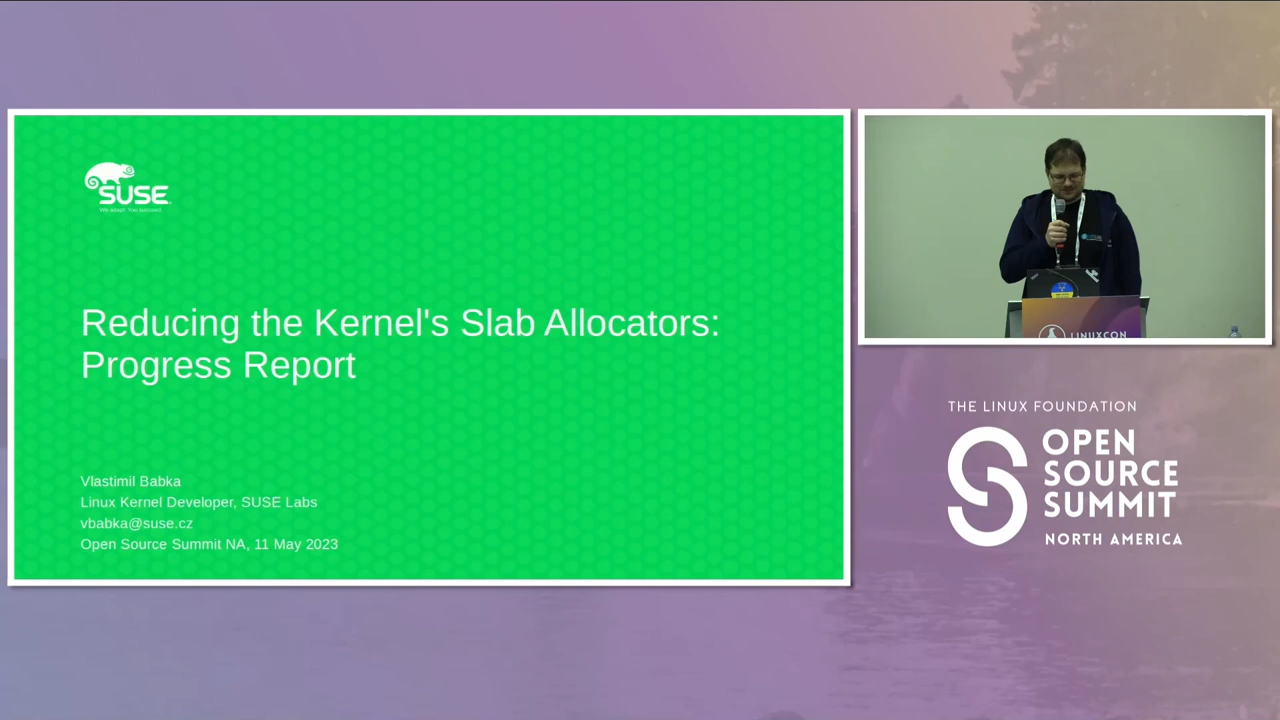 SUSE
We adapt. You succeed.
Reducing the Kernel's Slab Allocators:
Progress Report
Vlastimil Babka
Linux Kernel Developer, SUSE Labs
vbabka@suse.cz
Open Source Summit NA, 11 May 2023
LINUXCON
THE LINUX FOUNDATION
OPEN
SOURCE
SUMMIT
NORTH AMERICA